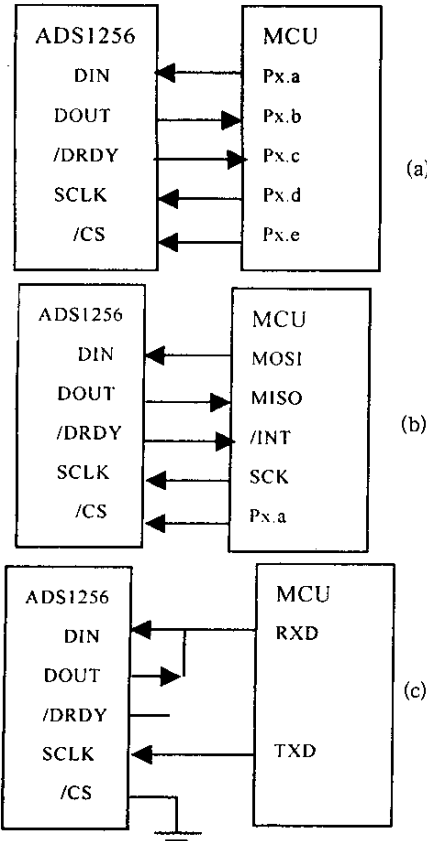 ADS1256 MCU
DIN Px.a
DOUT Px.b
/DRDY Px.c
SCLK Px.d
/CS Px.e
(a)
ADS1256 MCU
DIN MOSI
DOUT MISO
/DRDY /INT
SCLK SCK
/CS Px.a
(b)
ADS1256 MCU
DIN RXD
DOUT
/DRDY
SCLK TXD
/CS
(c)